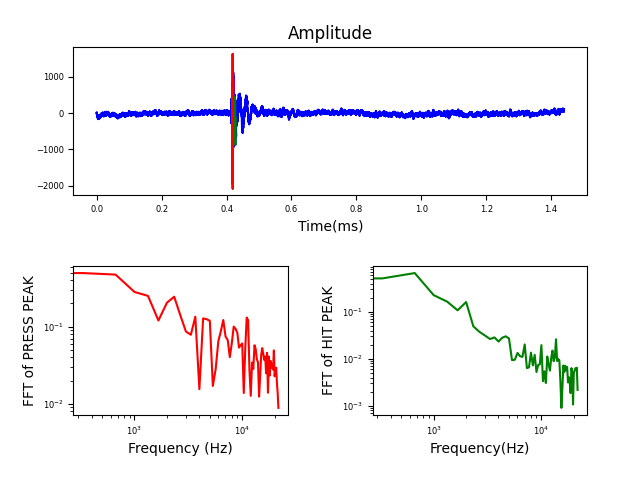 Amplitude
1000
0
−1000
−2000
0.0 0.2 0.4 0.6 0.8 1.0 1.2 1.4
Time(ms)
FFT of PRESS PEAK
10⁻¹
10⁻²
10³ 10⁴
Frequency (Hz)
FFT of HIT PEAK
10⁻¹
10⁻²
10⁻³
10³ 10⁴
Frequency(Hz)